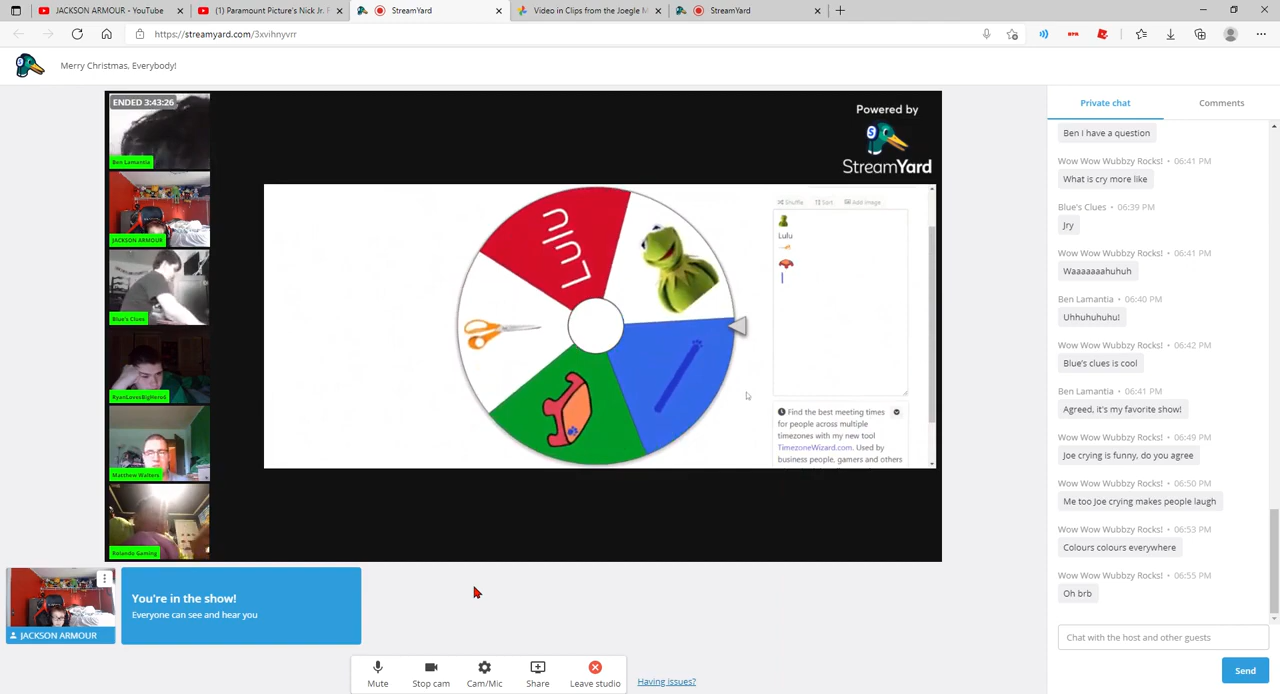 JACKSON ARMOUR - YouTube
(1) Paramount Picture's Nick Jr. F
StreamYard
Video in Clips from the Joegle M
StreamYard
https://streamyard.com/3xvihnyvrr
Merry Christmas, Everybody!
ENDED 3:43:26
Ben Lamantia
JACKSON ARMOUR
Blue's Clues
RyanLovesBigHero6
Matthew Walters
Rolando Gaming
Powered by
StreamYard
Lulu
Shuffle
Sort
Add image
Lulu
Find the best meeting times
for people across multiple
timezones with my new tool
TimezoneWizard.com. Used by
business people, gamers and others
JACKSON ARMOUR
You're in the show!
Everyone can see and hear you
Mute
Stop cam
Cam/Mic
Share
Leave studio
Having issues?
Private chat
Comments
Ben I have a question
Wow Wow Wubbzy Rocks! • 06:41 PM
What is cry more like
Blue's Clues • 06:39 PM
Jry
Wow Wow Wubbzy Rocks! • 06:41 PM
Waaaaaaahuhuh
Ben Lamantia • 06:40 PM
Uhhuhuhuhu!
Wow Wow Wubbzy Rocks! • 06:42 PM
Blue's clues is cool
Ben Lamantia • 06:41 PM
Agreed, it's my favorite show!
Wow Wow Wubbzy Rocks! • 06:49 PM
Joe crying is funny, do you agree
Wow Wow Wubbzy Rocks! • 06:50 PM
Me too Joe crying makes people laugh
Wow Wow Wubbzy Rocks! • 06:53 PM
Colours colours everywhere
Wow Wow Wubbzy Rocks! • 06:55 PM
Oh brb
Chat with the host and other guests
Send